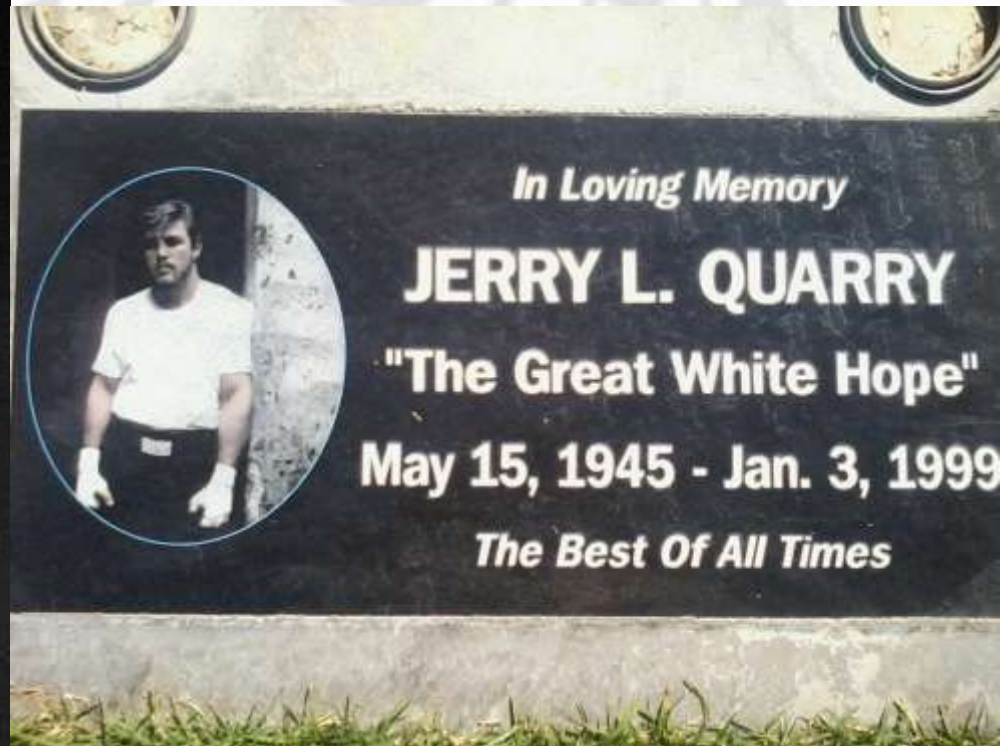 In Loving Memory
JERRY L. QUARRY
"The Great White Hope"
May 15, 1945 - Jan. 3, 1999
The Best Of All Times